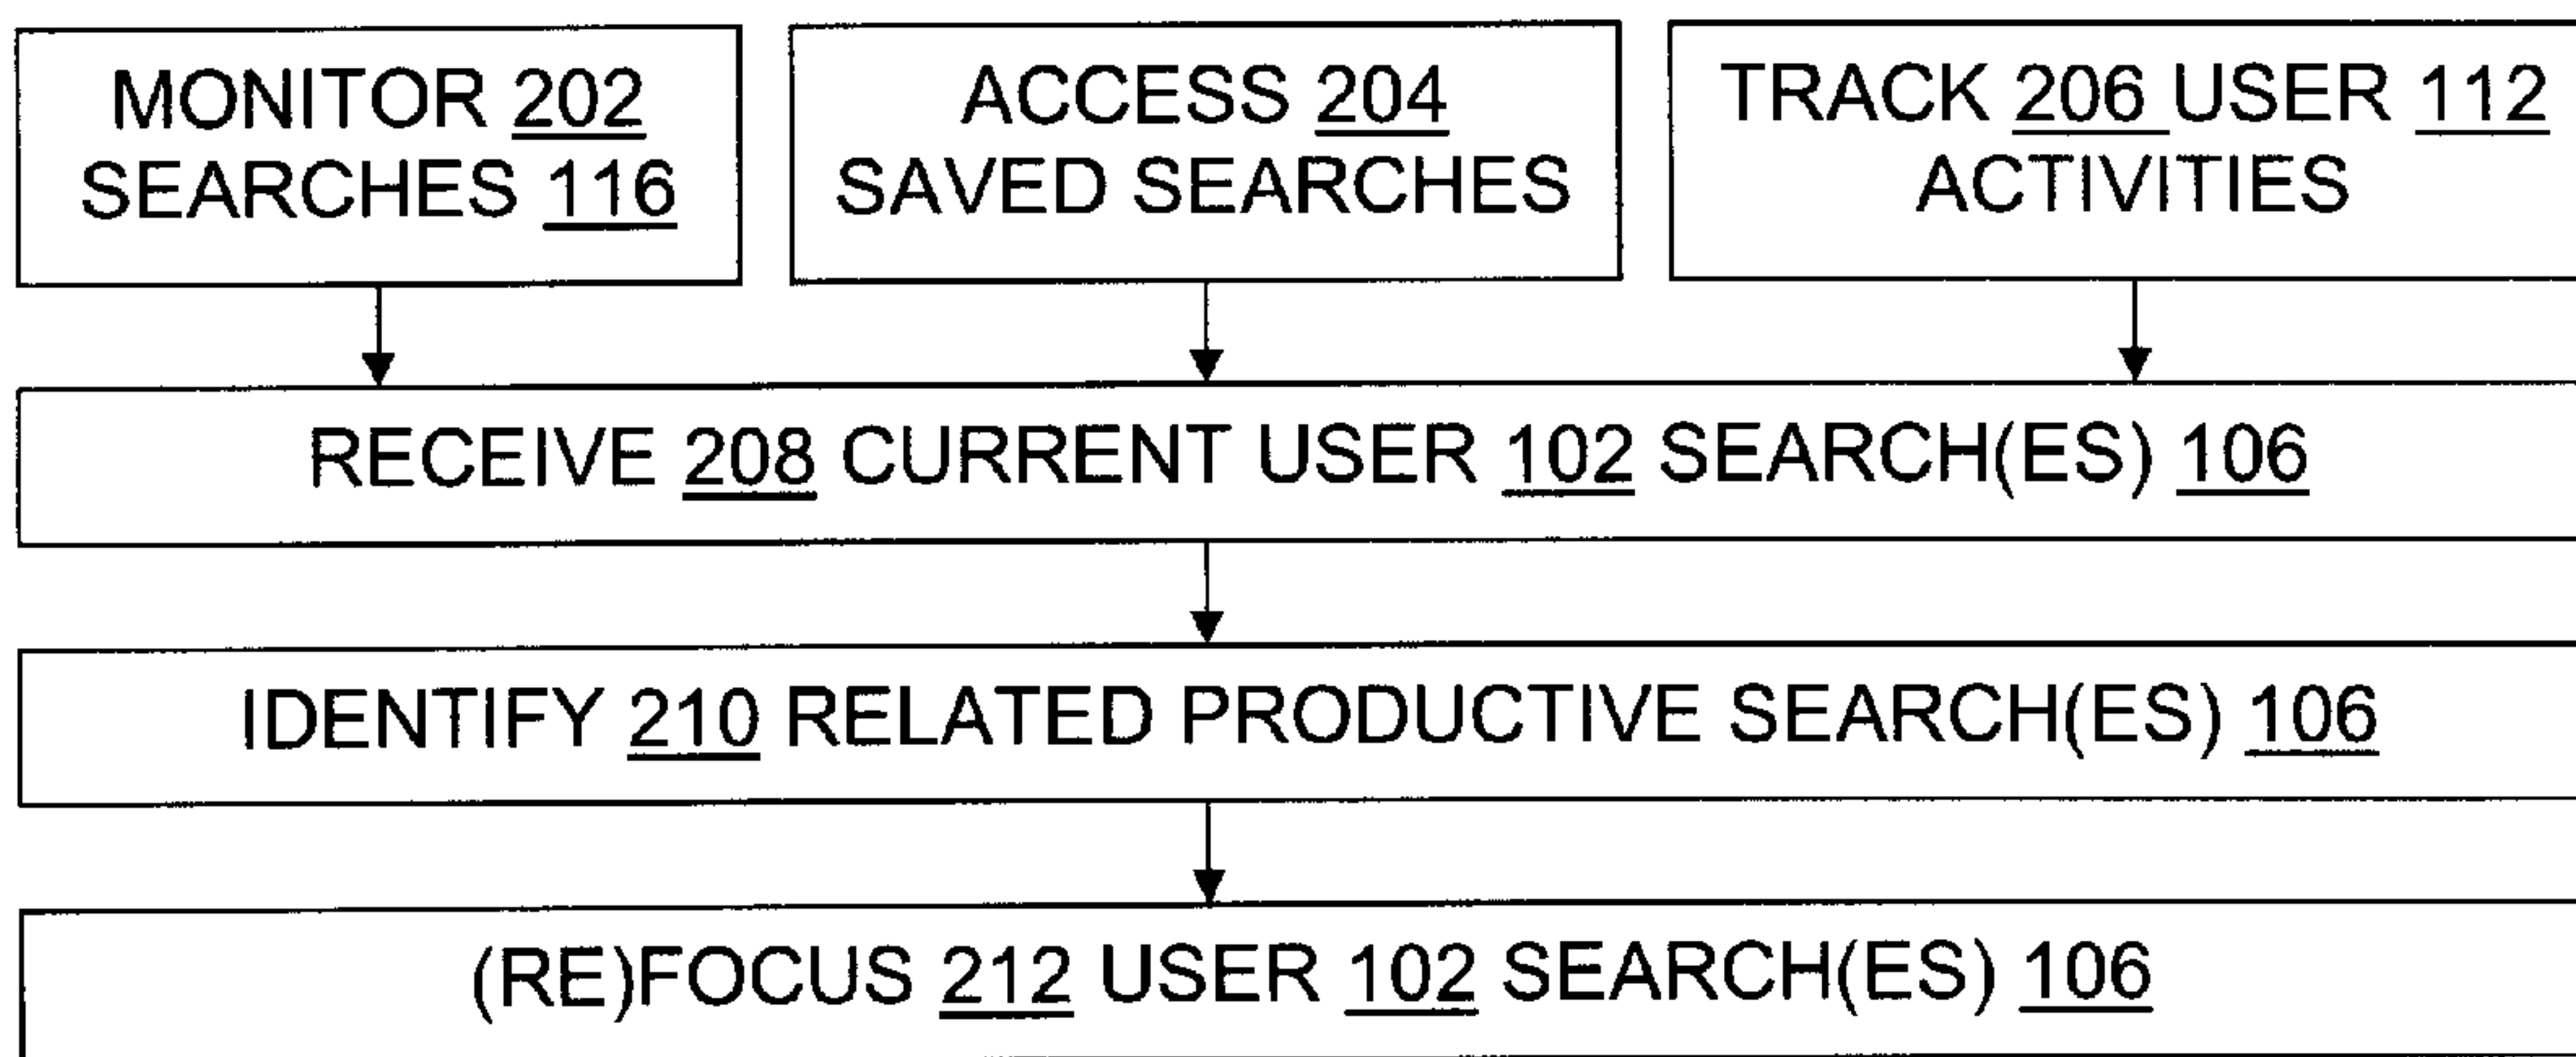 MONITOR 202
SEARCHES 116
ACCESS 204
SAVED SEARCHES
TRACK 206 USER 112
ACTIVITIES
RECEIVE 208 CURRENT USER 102 SEARCH(ES) 106
IDENTIFY 210 RELATED PRODUCTIVE SEARCH(ES) 106
(RE)FOCUS 212 USER 102 SEARCH(ES) 106